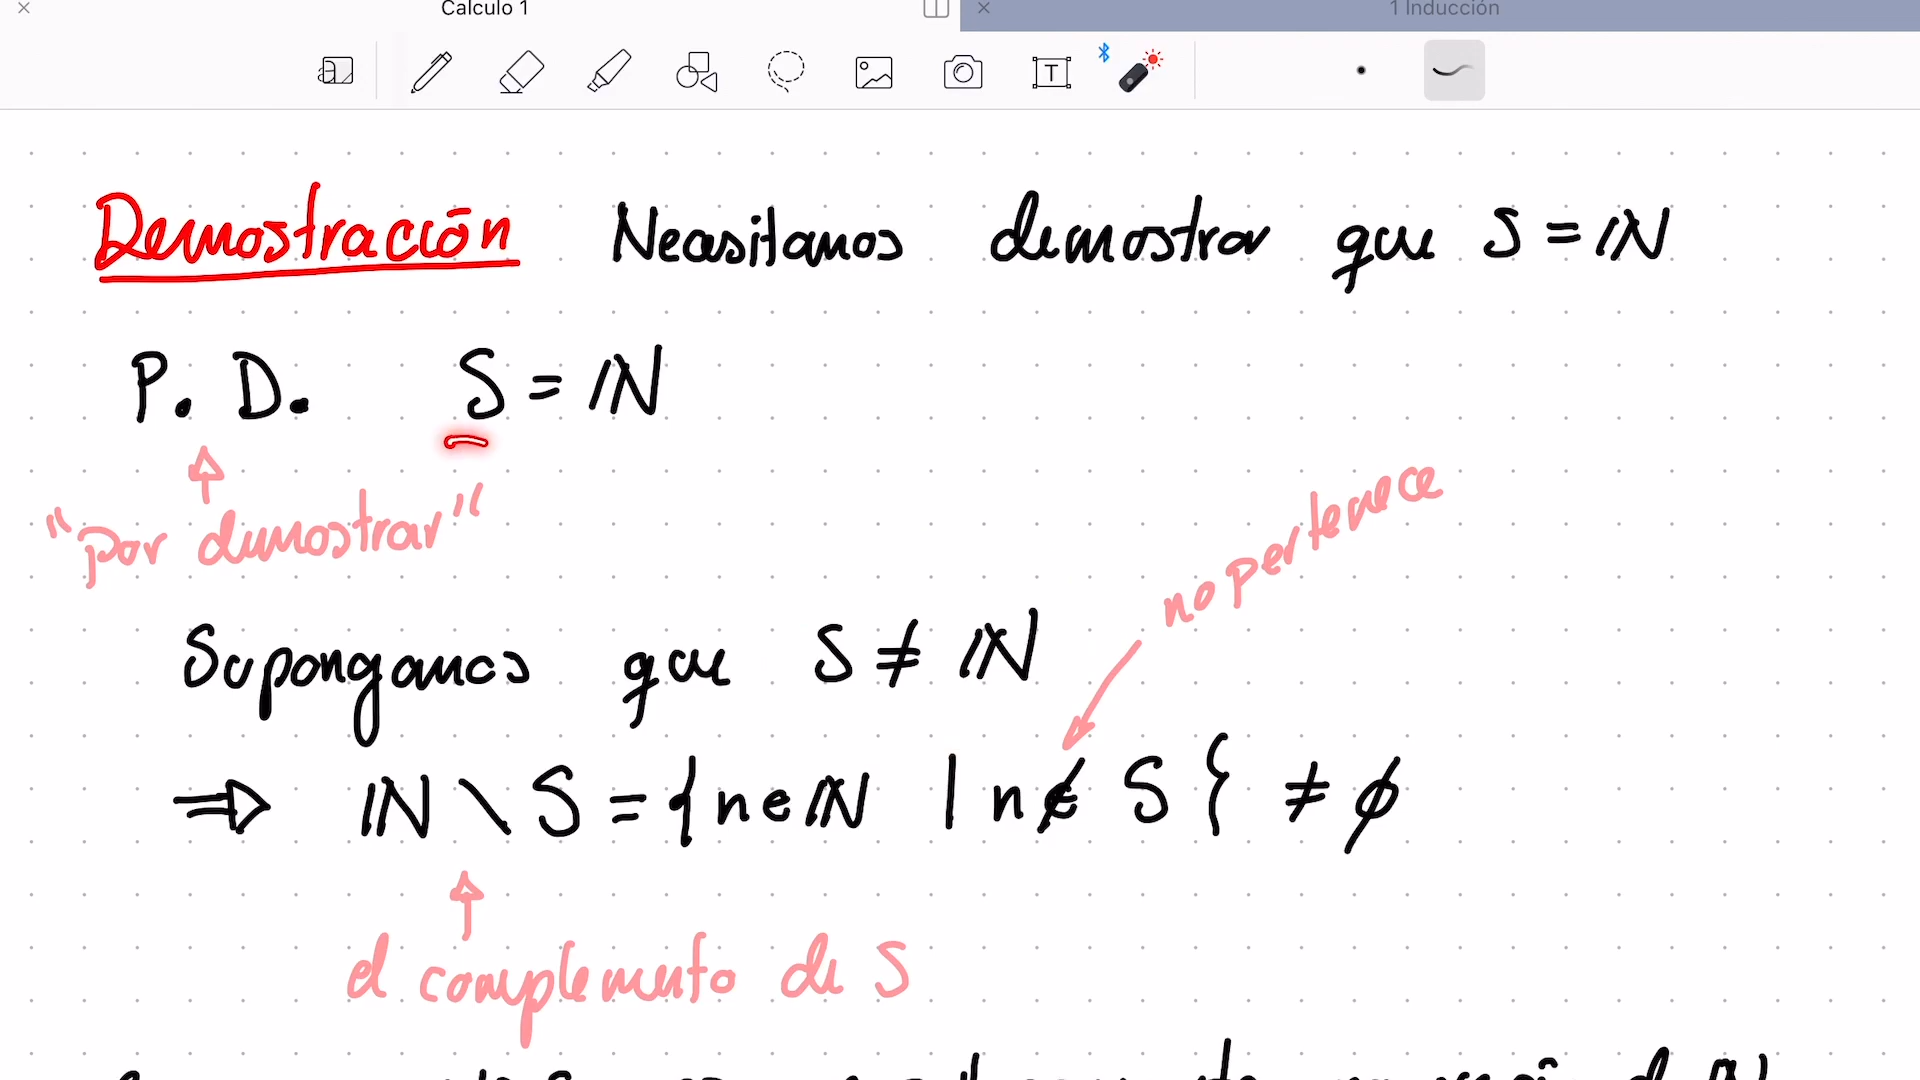 Calculo 1
1 Inducción
Demostración Necesitamos demostrar que S = ℕ
P. D. S = ℕ
"por demostrar"
no pertenece
Supongamos que S ≠ ℕ
⇒ ℕ \ S = { n ∈ ℕ | n ∉ S } ≠ ∅
el complemento de S